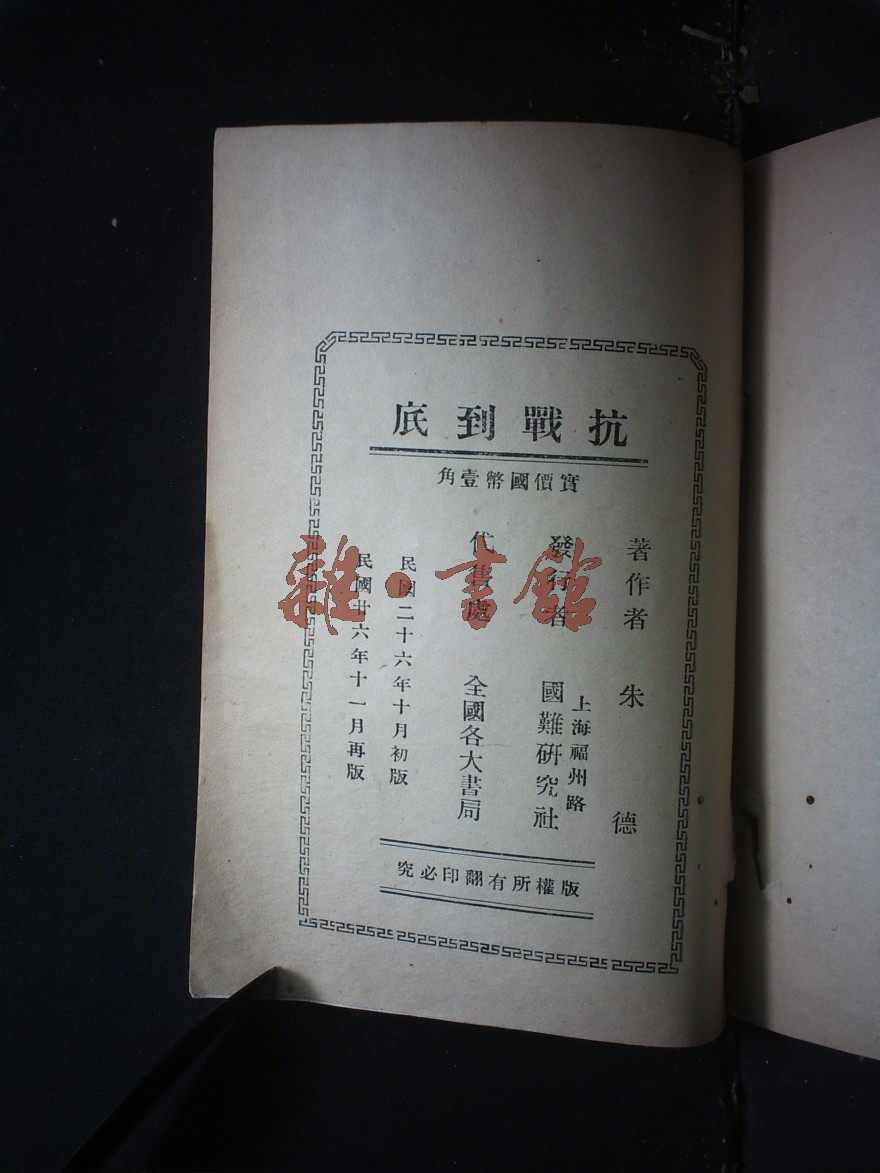 抗戰到底
實價國幣壹角
著作者 朱德
發行者 上海福州路
國難研究社
代售處 全國各大書局
民國二十六年十月初版
民國廿六年十一月再版
版權所有翻印必究
雜·書館